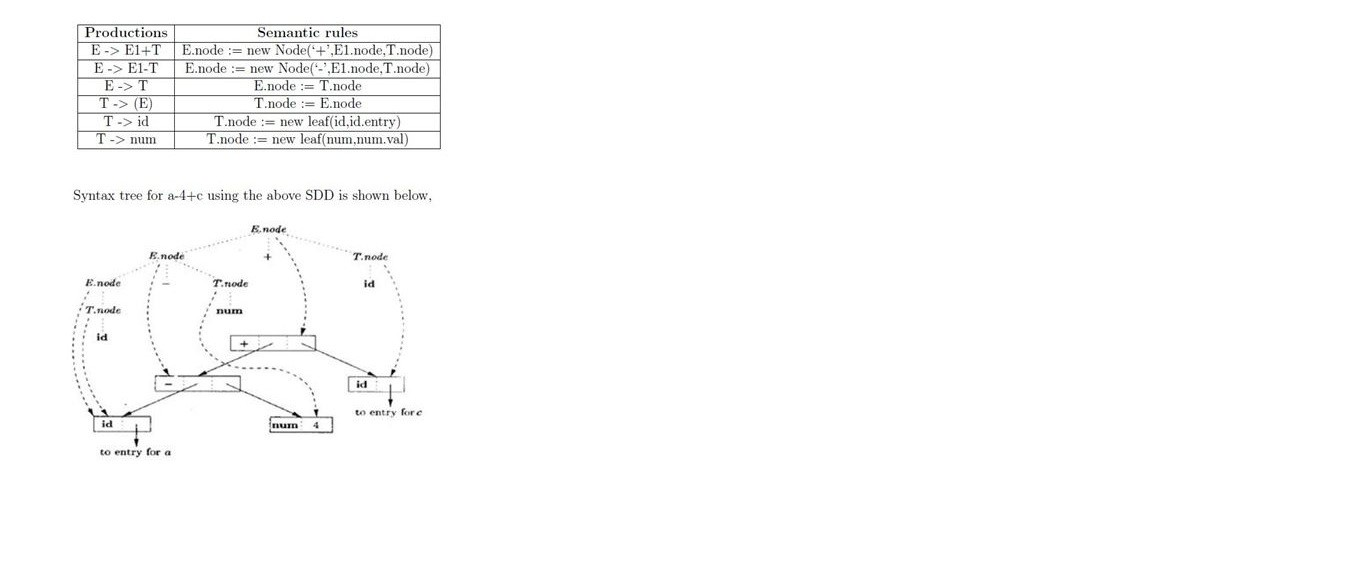 Productions Semantic rules
E -> E1+T E.node := new Node(‘+’,E1.node,T.node)
E -> E1-T E.node := new Node(‘-’,E1.node,T.node)
E -> T E.node := T.node
T -> (E) T.node := E.node
T -> id T.node := new leaf(id,id.entry)
T -> num T.node := new leaf(num,num.val)
Syntax tree for a-4+c using the above SDD is shown below,
E.node
E.node + T.node
E.node - T.node id
T.node num
id
+
- id
to entry for c
id num 4
to entry for a